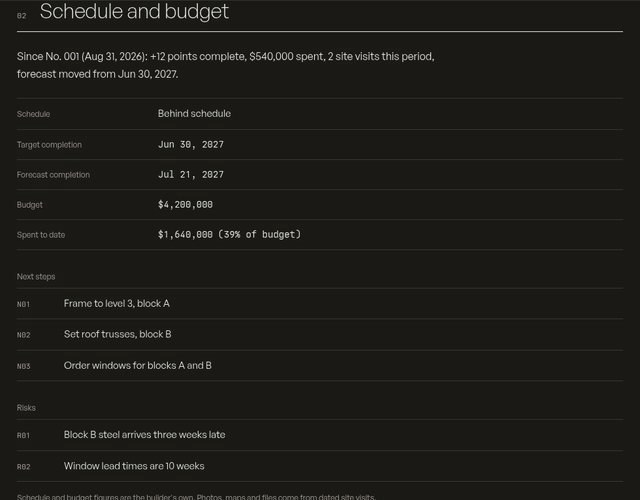 02 Schedule and budget
Since No. 001 (Aug 31, 2026): +12 points complete, $540,000 spent, 2 site visits this period,
forecast moved from Jun 30, 2027.
Schedule Behind schedule
Target completion Jun 30, 2027
Forecast completion Jul 21, 2027
Budget $4,200,000
Spent to date $1,640,000 (39% of budget)
Next steps
N01 Frame to level 3, block A
N02 Set roof trusses, block B
N03 Order windows for blocks A and B
Risks
R01 Block B steel arrives three weeks late
R02 Window lead times are 10 weeks
Schedule and budget figures are the builder's own. Photos, maps and files come from dated site visits.